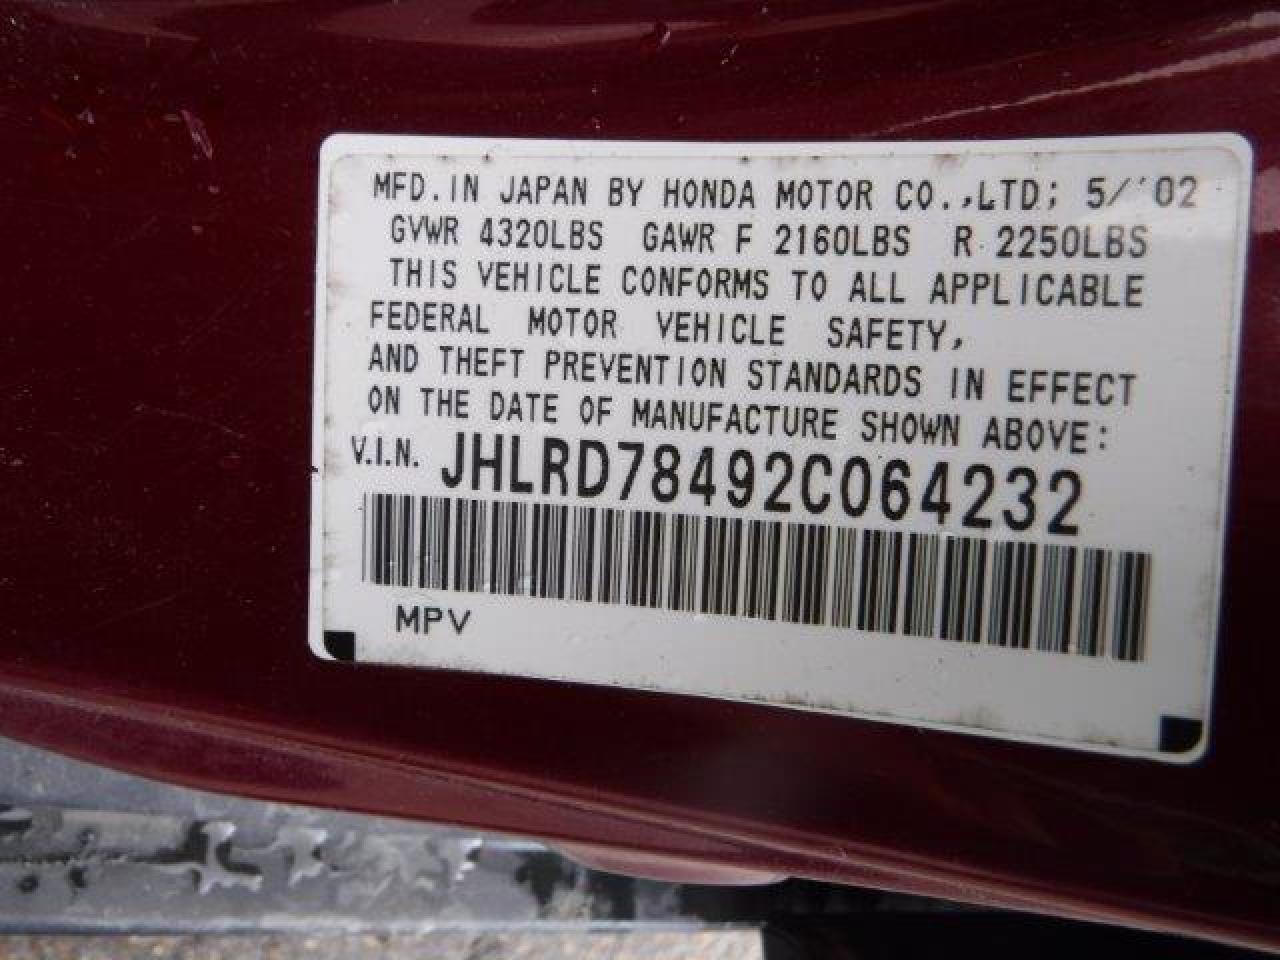 MFD.IN JAPAN BY HONDA MOTOR CO.,LTD; 5/'02
GVWR 4320LBS GAWR F 2160LBS R 2250LBS
THIS VEHICLE CONFORMS TO ALL APPLICABLE
FEDERAL MOTOR VEHICLE SAFETY,
AND THEFT PREVENTION STANDARDS IN EFFECT
ON THE DATE OF MANUFACTURE SHOWN ABOVE:
V.I.N. JHLRD78492C064232
MPV